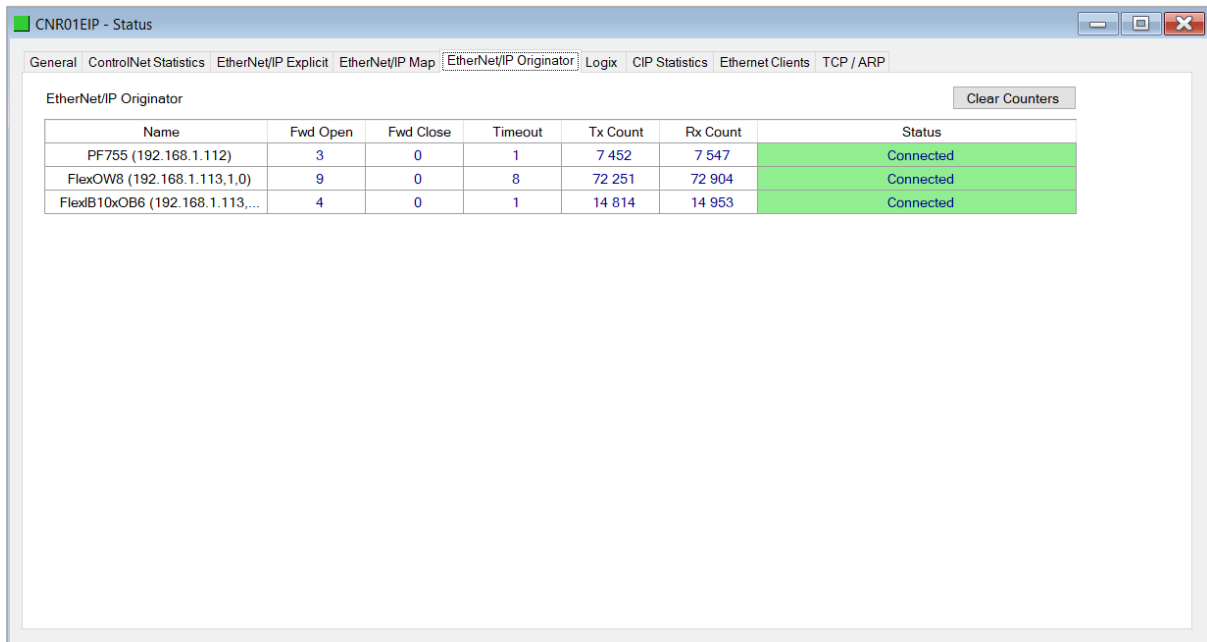 CNR01EIP - Status
General ControlNet Statistics EtherNet/IP Explicit EtherNet/IP Map EtherNet/IP Originator Logix CIP Statistics Ethernet Clients TCP / ARP
EtherNet/IP Originator Clear Counters
Name Fwd Open Fwd Close Timeout Tx Count Rx Count Status
PF755 (192.168.1.112) 3 0 1 7 452 7 547 Connected
FlexOW8 (192.168.1.113,1,0) 9 0 8 72 251 72 904 Connected
FlexIB10xOB6 (192.168.1.113,... 4 0 1 14 814 14 953 Connected